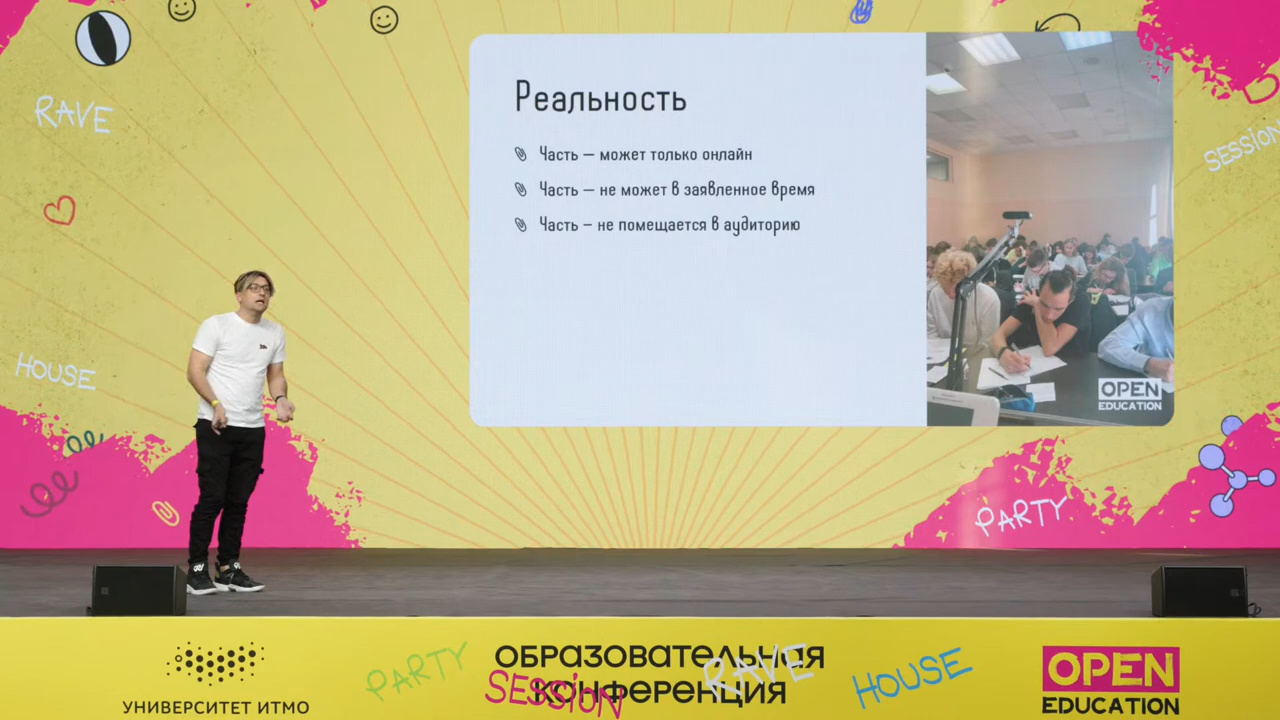 RAVE
SESSION
HOUSE
PARTY
Реальность
Часть – может только онлайн
Часть – не может в заявленное время
Часть – не помещается в аудиторию
OPEN
EDUCATION
УНИВЕРСИТЕТ ИТМО
PARTY
ОБРАЗОВАТЕЛЬНАЯ
КОНФЕРЕНЦИЯ
SESSION
RAVE
HOUSE
OPEN
EDUCATION